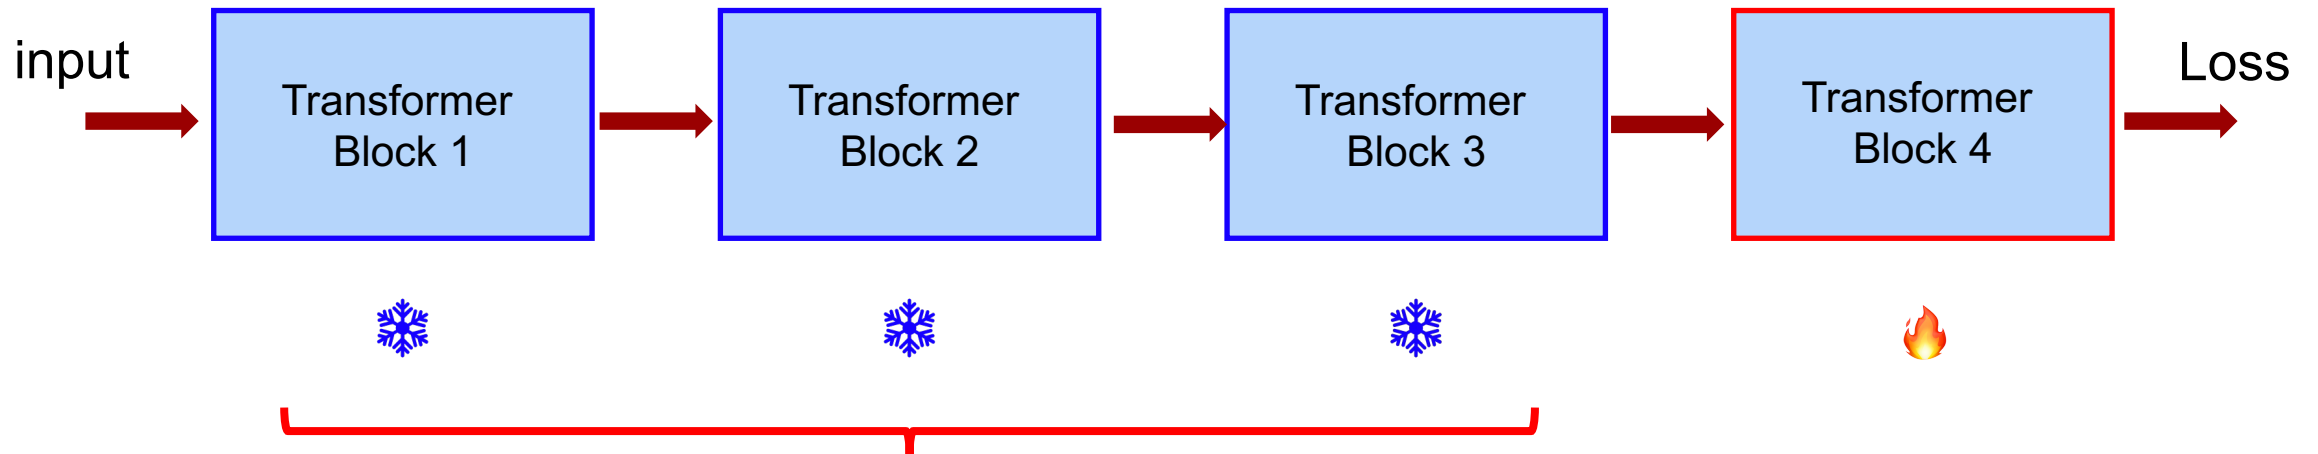 input
Transformer
Block 1
Transformer
Block 2
Transformer
Block 3
Transformer
Block 4
Loss